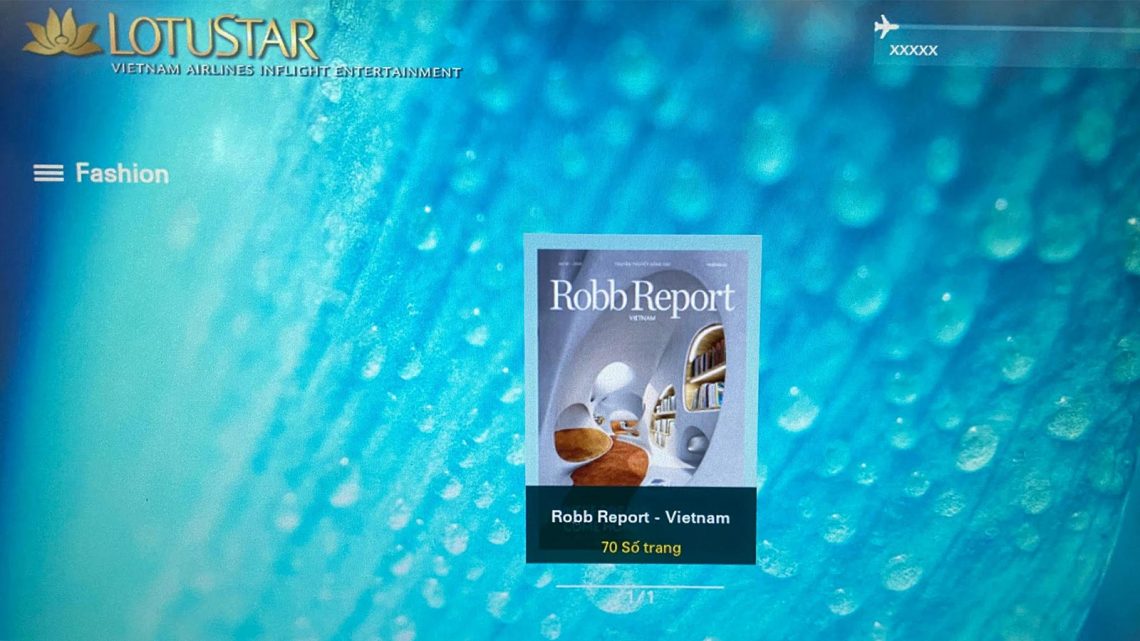 LOTUSTAR
VIETNAM AIRLINES INFLIGHT ENTERTAINMENT
xxxxx
Fashion
Robb Report
VIETNAM
Robb Report - Vietnam
70 Số trang
1/1